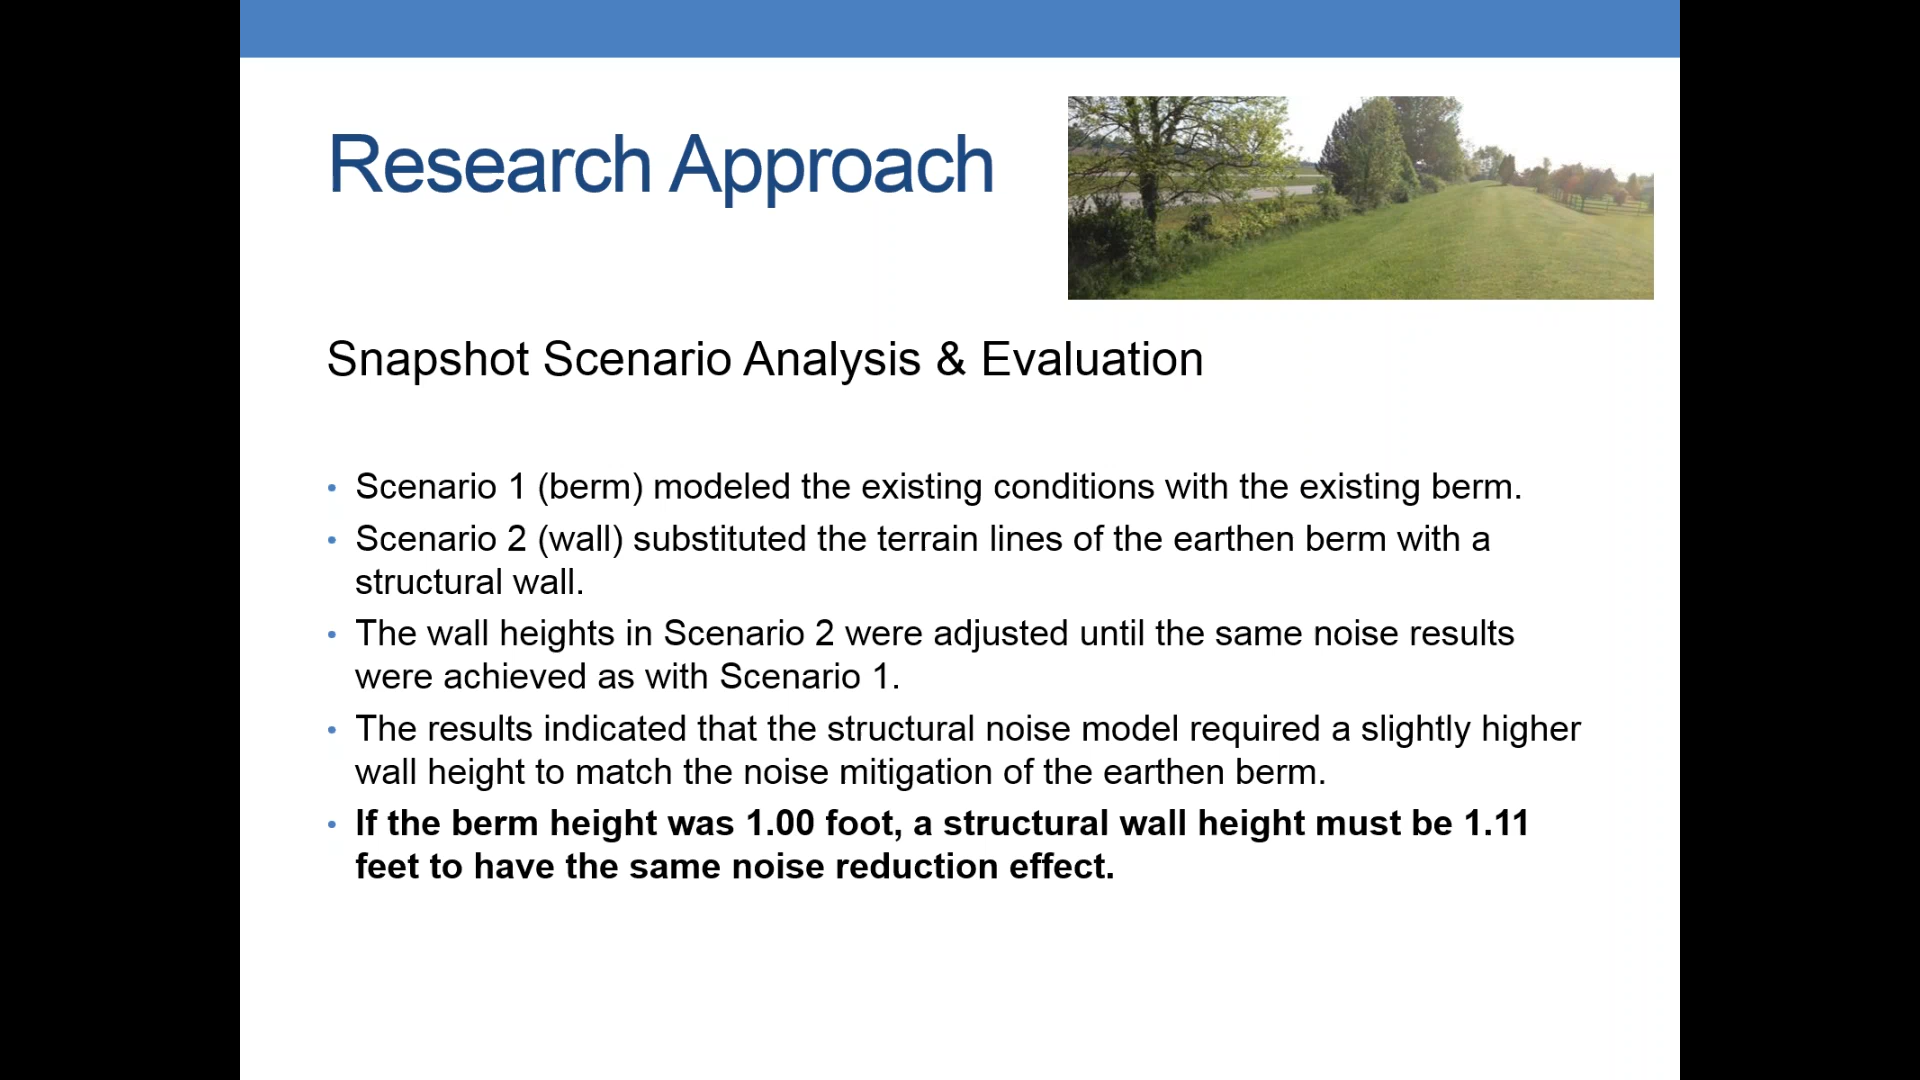 Research Approach
Snapshot Scenario Analysis & Evaluation
• Scenario 1 (berm) modeled the existing conditions with the existing berm.
• Scenario 2 (wall) substituted the terrain lines of the earthen berm with a
structural wall.
• The wall heights in Scenario 2 were adjusted until the same noise results
were achieved as with Scenario 1.
• The results indicated that the structural noise model required a slightly higher
wall height to match the noise mitigation of the earthen berm.
• If the berm height was 1.00 foot, a structural wall height must be 1.11
feet to have the same noise reduction effect.